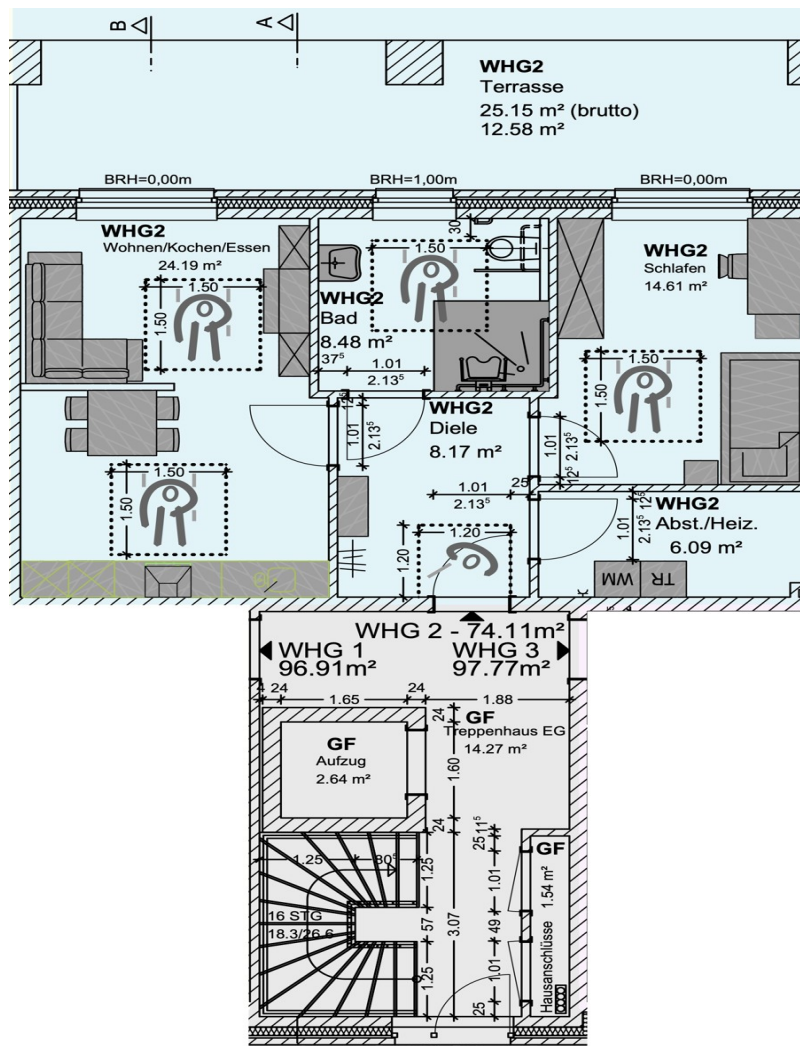 B
A
WHG2
Terrasse
25.15 m² (brutto)
12.58 m²
BRH=0,00m
BRH=1,00m
BRH=0,00m
WHG2
Wohnen/Kochen/Essen
24.19 m²
1.50
1.50
30
1.50
WHG2
Bad
8.48 m²
37⁵
1.01
2.13⁵
WHG2
Schlafen
14.61 m²
1.50
1.50
12⁵
1.01
2.13⁵
WHG2
Diele
8.17 m²
1.01
2.13⁵
12⁵
1.01
2.13⁵
25
1.50
1.50
1.20
1.20
WHG2
Abst./Heiz.
6.09 m²
12⁵
1.01
2.13⁵
WM
TR
WHG 2 - 74.11m²
WHG 1
96.91m²
WHG 3
97.77m²
4 24
1.65
24
1.88
24
GF
Treppenhaus EG
14.27 m²
GF
Aufzug
2.64 m²
1.60
24
11⁵
25
1.25
80⁵
1.25
1.01
GF
1.54 m²
Hausanschlüsse
16 STG
18.3/26.6
57
3.07
49
1.25
1.01
25